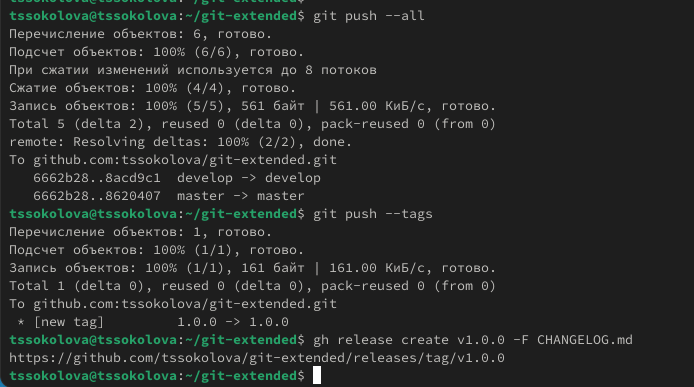 tssokolova@tssokolova:~/git-extended$ git push --all
Перечисление объектов: 6, готово.
Подсчет объектов: 100% (6/6), готово.
При сжатии изменений используется до 8 потоков
Сжатие объектов: 100% (4/4), готово.
Запись объектов: 100% (5/5), 561 байт | 561.00 КиБ/с, готово.
Total 5 (delta 2), reused 0 (delta 0), pack-reused 0 (from 0)
remote: Resolving deltas: 100% (2/2), done.
To github.com:tssokolova/git-extended.git
   6662b28..8acd9c1  develop -> develop
   6662b28..8620407  master -> master
tssokolova@tssokolova:~/git-extended$ git push --tags
Перечисление объектов: 1, готово.
Подсчет объектов: 100% (1/1), готово.
Запись объектов: 100% (1/1), 161 байт | 161.00 КиБ/с, готово.
Total 1 (delta 0), reused 0 (delta 0), pack-reused 0 (from 0)
To github.com:tssokolova/git-extended.git
 * [new tag]         1.0.0 -> 1.0.0
tssokolova@tssokolova:~/git-extended$ gh release create v1.0.0 -F CHANGELOG.md
https://github.com/tssokolova/git-extended/releases/tag/v1.0.0
tssokolova@tssokolova:~/git-extended$